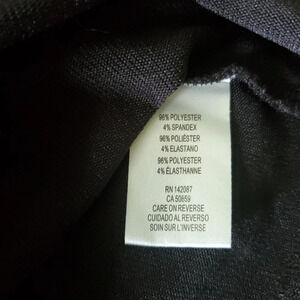 96% POLYESTER
4% SPANDEX
96% POLIÉSTER
4% ELASTANO
96% POLYESTER
4% ÉLASTHANNE
RN 142087
CA 50659
CARE ON REVERSE
CUIDADO AL REVERSO
SOIN SUR L'INVERSE